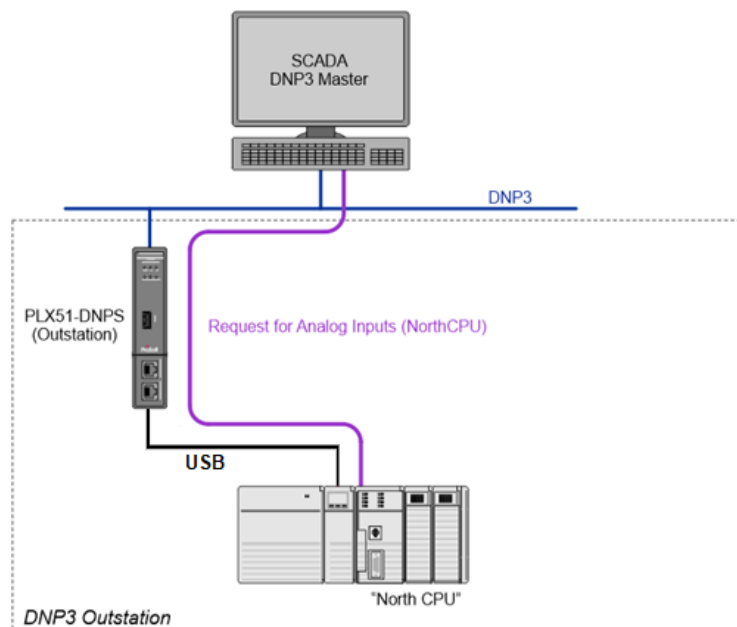 SCADA
DNP3 Master
DNP3
PLX51-DNPS
(Outstation)
Request for Analog Inputs (NorthCPU)
USB
"North CPU"
DNP3 Outstation